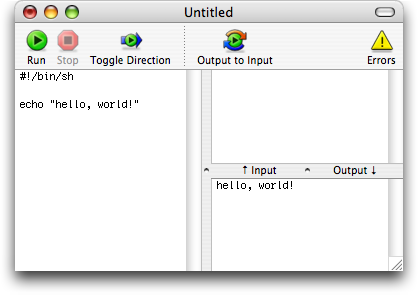 Untitled
Run Stop Toggle Direction Output to Input Errors
#!/bin/sh
echo "hello, world!"
↑ Input Output ↓
hello, world!